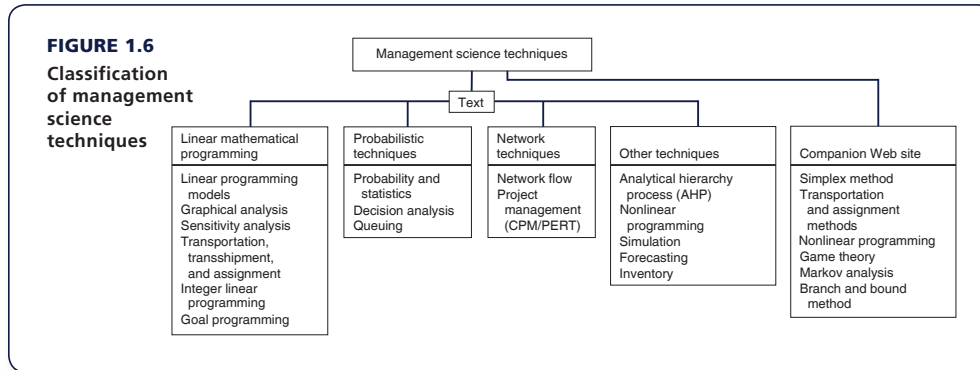 FIGURE 1.6
Classification
of management
science
techniques
Management science techniques
Text
Linear mathematical
programming
Linear programming
models
Graphical analysis
Sensitivity analysis
Transportation,
transshipment,
and assignment
Integer linear
programming
Goal programming
Probabilistic
techniques
Probability and
statistics
Decision analysis
Queuing
Network
techniques
Network flow
Project
management
(CPM/PERT)
Other techniques
Analytical hierarchy
process (AHP)
Nonlinear
programming
Simulation
Forecasting
Inventory
Companion Web site
Simplex method
Transportation
and assignment
methods
Nonlinear programming
Game theory
Markov analysis
Branch and bound
method